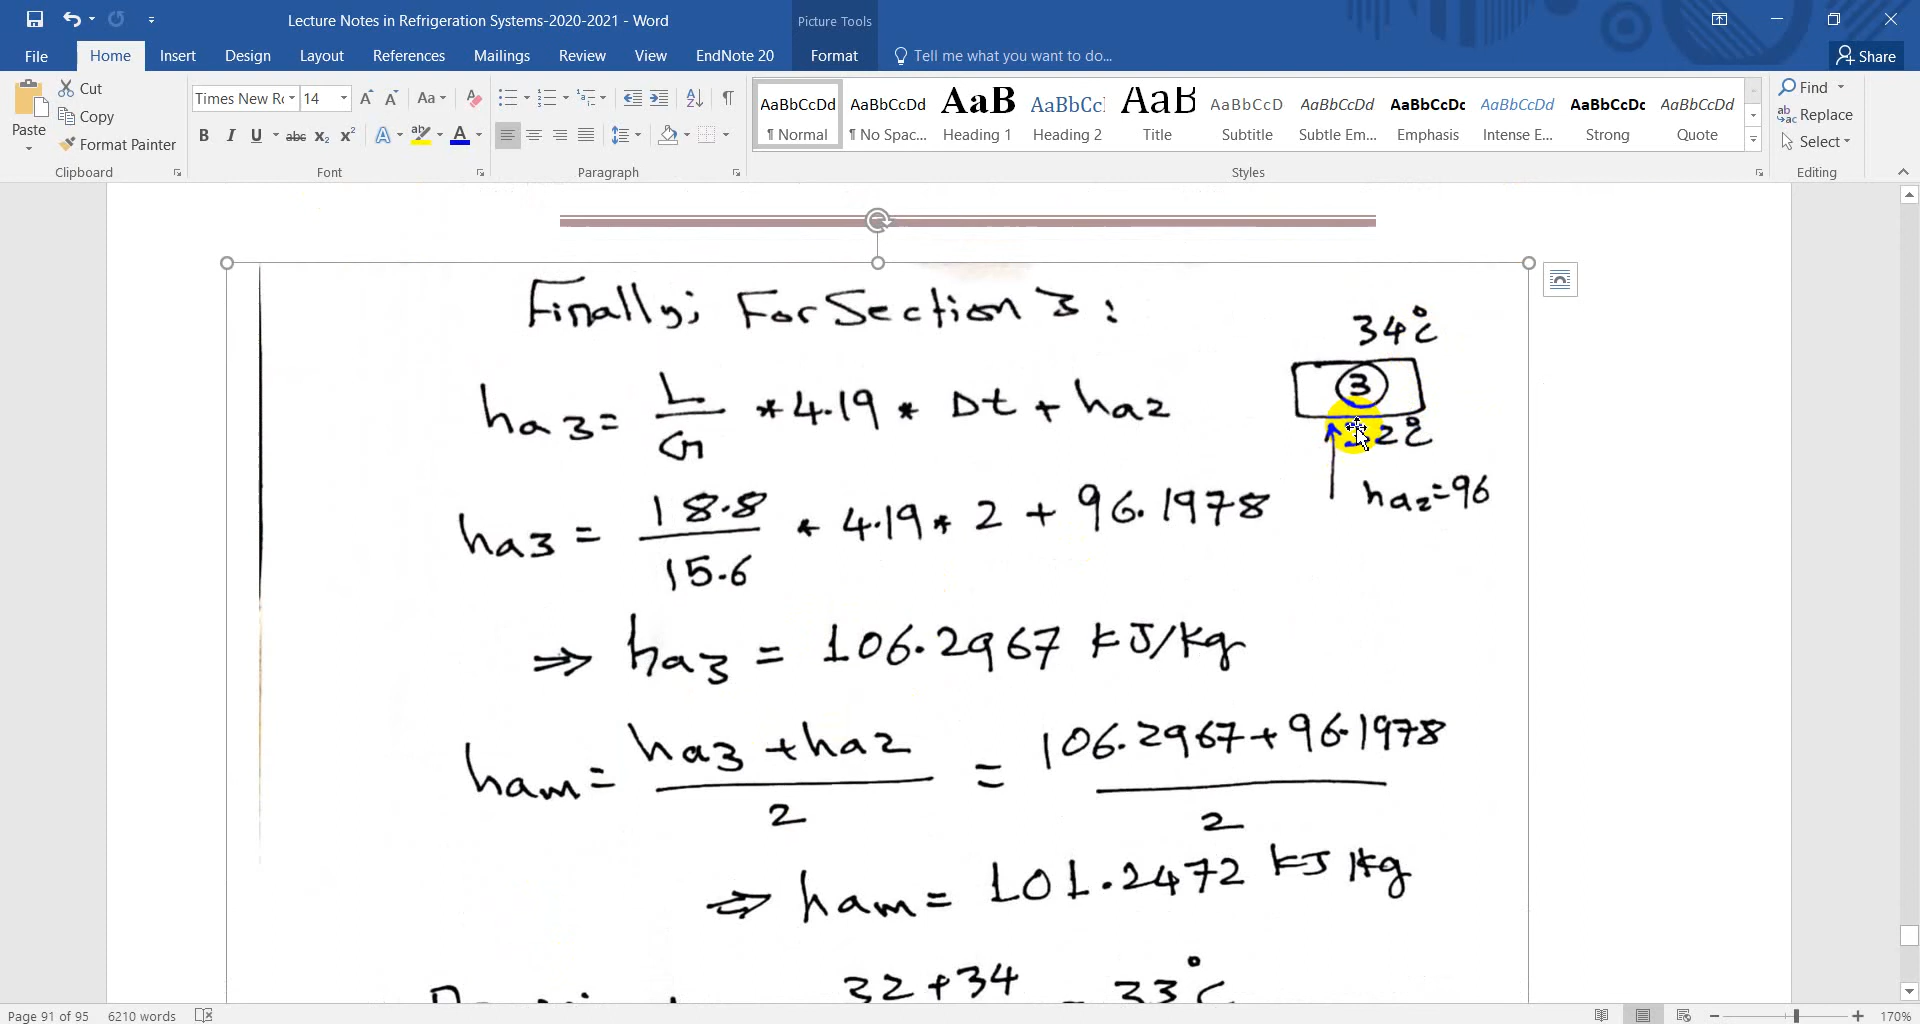 Lecture Notes in Refrigeration Systems-2020-2021 - Word
Picture Tools
File Home Insert Design Layout References Mailings Review View EndNote 20 Format Tell me what you want to do... Share
Paste
Cut
Copy
Format Painter
Clipboard
Times New R 14
Font
Paragraph
AaBbCcDd AaBbCcDd AaB AaBbCc AaB AaBbCcD AaBbCcDd AaBbCcDc AaBbCcDd AaBbCcDc AaBbCcDd
¶ Normal ¶ No Spac... Heading 1 Heading 2 Title Subtitle Subtle Em... Emphasis Intense E... Strong Quote
Styles
Find
Replace
Select
Editing
Finally; For Section 3:
34°C
3
ha3 = L/G * 4.19 * Dt + ha2
32°C
ha2=96
ha3 = 18.8/15.6 * 4.19 * 2 + 96.1978
⇒ ha3 = 106.2967 KJ/Kg
ham = ha3 + ha2/2 = 106.2967+96.1978/2
⇒ ham = 101.2472 KJ/Kg
32+34 = 33°C
Page 91 of 95 6210 words
170%